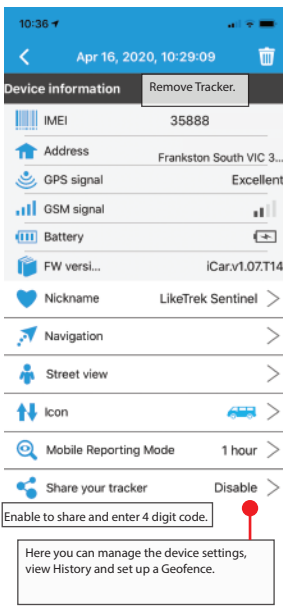 10:36
Apr 16, 2020, 10:29:09
Device information
Remove Tracker.
IMEI 35888
Address Frankston South VIC 3...
GPS signal Excellent
GSM signal
Battery
FW versi... iCar.v1.07.T14
Nickname LikeTrek Sentinel
Navigation
Street view
Icon
Mobile Reporting Mode 1 hour
Share your tracker Disable
Enable to share and enter 4 digit code.
Here you can manage the device settings,
view History and set up a Geofence.